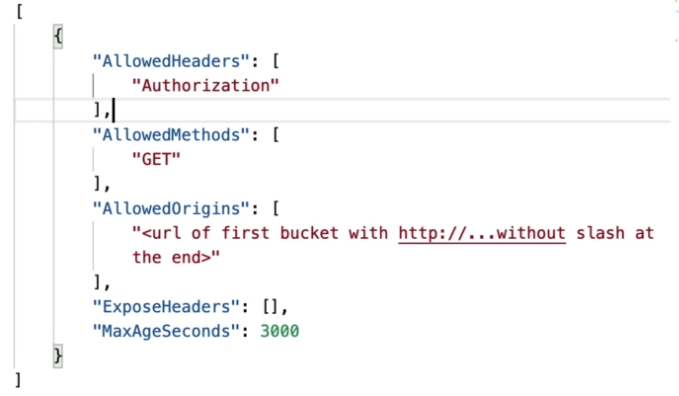 [
{
"AllowedHeaders": [
"Authorization"
],
"AllowedMethods": [
"GET"
],
"AllowedOrigins": [
"<url of first bucket with http://...without slash at
the end>"
],
"ExposeHeaders": [],
"MaxAgeSeconds": 3000
}
]